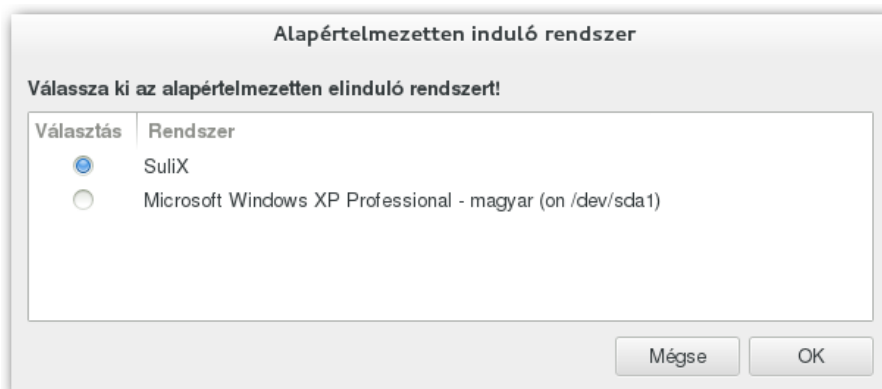 Alapértelmezetten induló rendszer
Válassza ki az alapértelmezetten elinduló rendszert!
Választás Rendszer
SuliX
Microsoft Windows XP Professional - magyar (on /dev/sda1)
Mégse OK